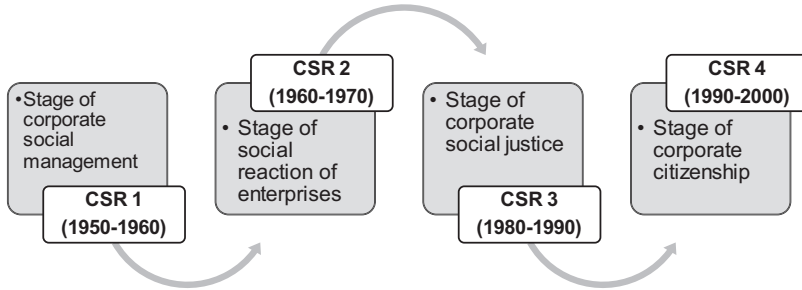 •Stage of
corporate
social
management
CSR 1
(1950-1960)
CSR 2
(1960-1970)
• Stage of
social
reaction of
enterprises
• Stage of
corporate
social justice
CSR 3
(1980-1990)
CSR 4
(1990-2000)
• Stage of
corporate
citizenship